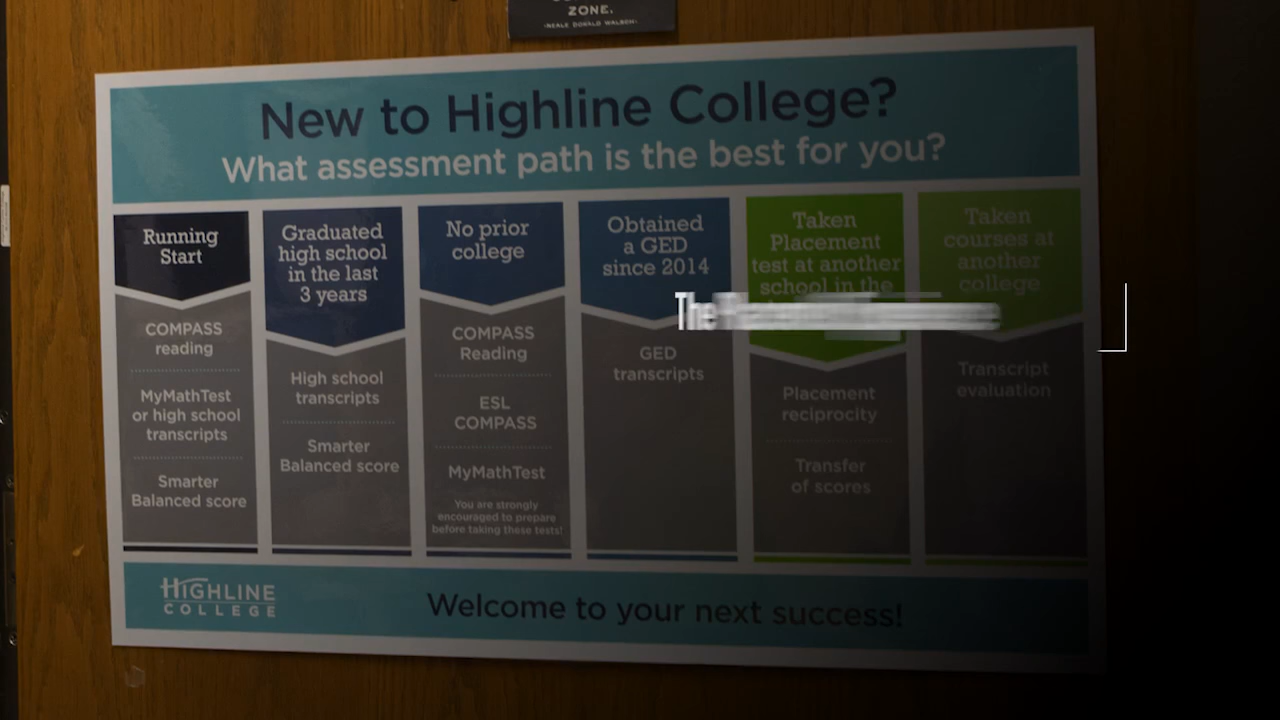 ZONE.
-NEALE DONALD WALSCH-
New to Highline College?
What assessment path is the best for you?
Running
Start
COMPASS
reading
MyMathTest
or high school
transcripts
Smarter
Balanced score
Graduated
high school
in the last
3 years
High school
transcripts
Smarter
Balanced score
No prior
college
COMPASS
Reading
ESL
COMPASS
MyMathTest
You are strongly
encouraged to prepare
before taking these tests!
Obtained
a GED
since 2014
GED
transcripts
Taken
Placement
test at another
school in the
Placement
reciprocity
Transfer
of scores
Taken
courses at
another
college
Transcript
evaluation
The
HIGHLINE
COLLEGE
Welcome to your next success!